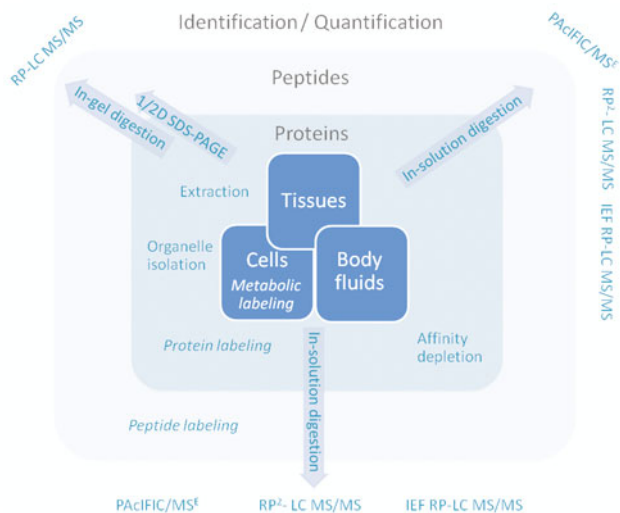 Identification / Quantification
PAcIFIC/MSᴱ
RP-LC MS/MS
Peptides
In-gel digestion
1/2D SDS-PAGE
In-solution digestion
RP²- LC MS/MS
IEF RP-LC MS/MS
Proteins
Extraction
Tissues
Organelle
isolation
Cells
Metabolic
labeling
Body
fluids
Protein labeling
In-solution digestion
Affinity
depletion
Peptide labeling
PAcIFIC/MSᴱ
RP²- LC MS/MS
IEF RP-LC MS/MS